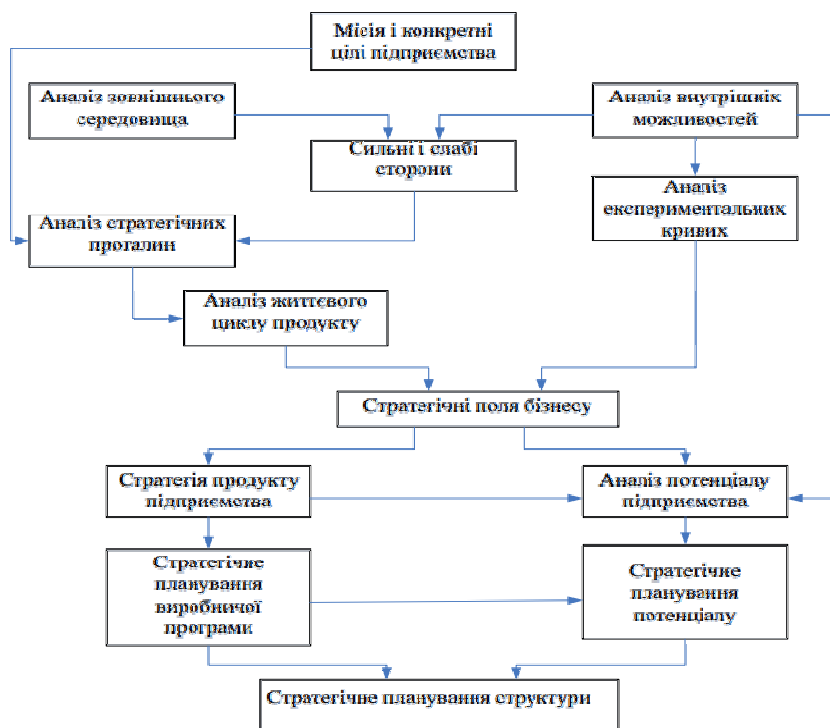 Місія і конкретні
цілі підприємства
Аналіз зовнішнього
середовища
Аналіз внутрішніх
можливостей
Сильні і слабі
сторони
Аналіз
експериментальних
кривих
Аналіз стратегічних
прогалин
Аналіз життєвого
циклу продукту
Стратегічні поля бізнесу
Стратегія продукту
підприємства
Аналіз потенціалу
підприємства
Стратегічне
планування
виробничої
програми
Стратегічне
планування
потенціалу
Стратегічне планування структури